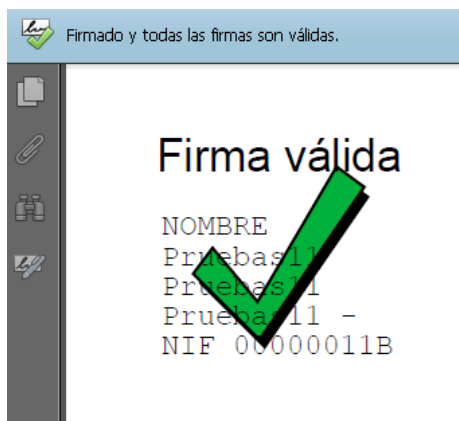 Firmado y todas las firmas son válidas.
Firma válida
NOMBRE
Pruebas11
Pruebas11
Pruebas11 -
NIF 00000011B